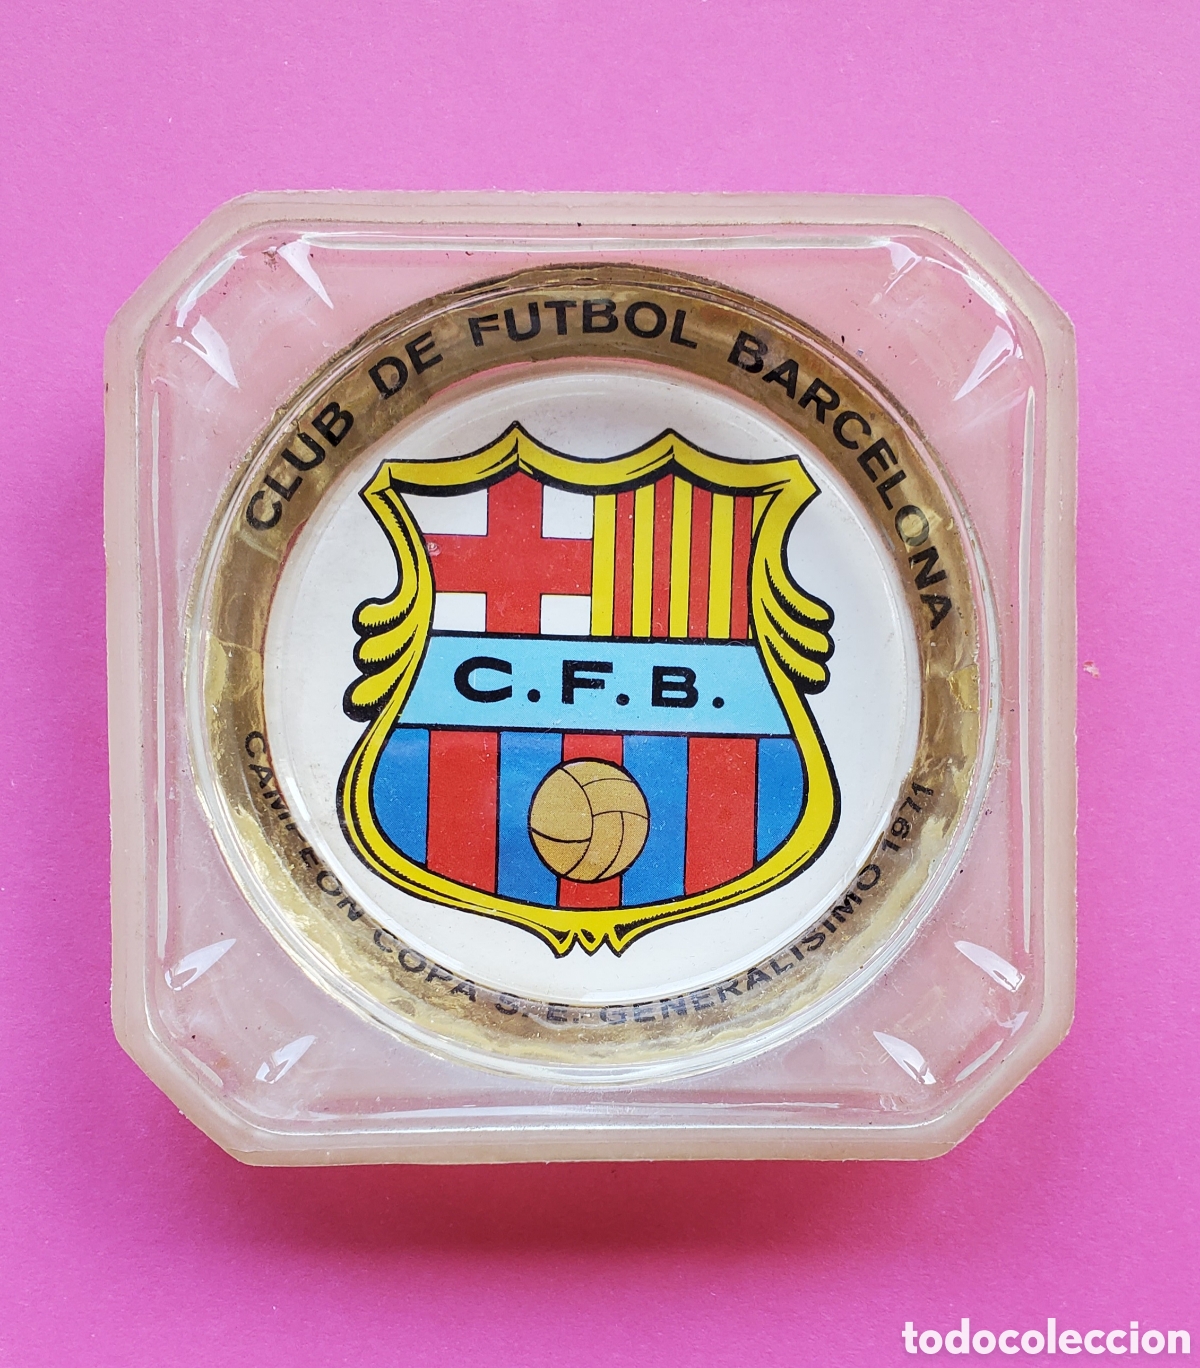 CLUB DE FUTBOL BARCELONA
C.F.B.
CAMPEON COPA S. E. GENERALISIMO 1971
todocoleccion